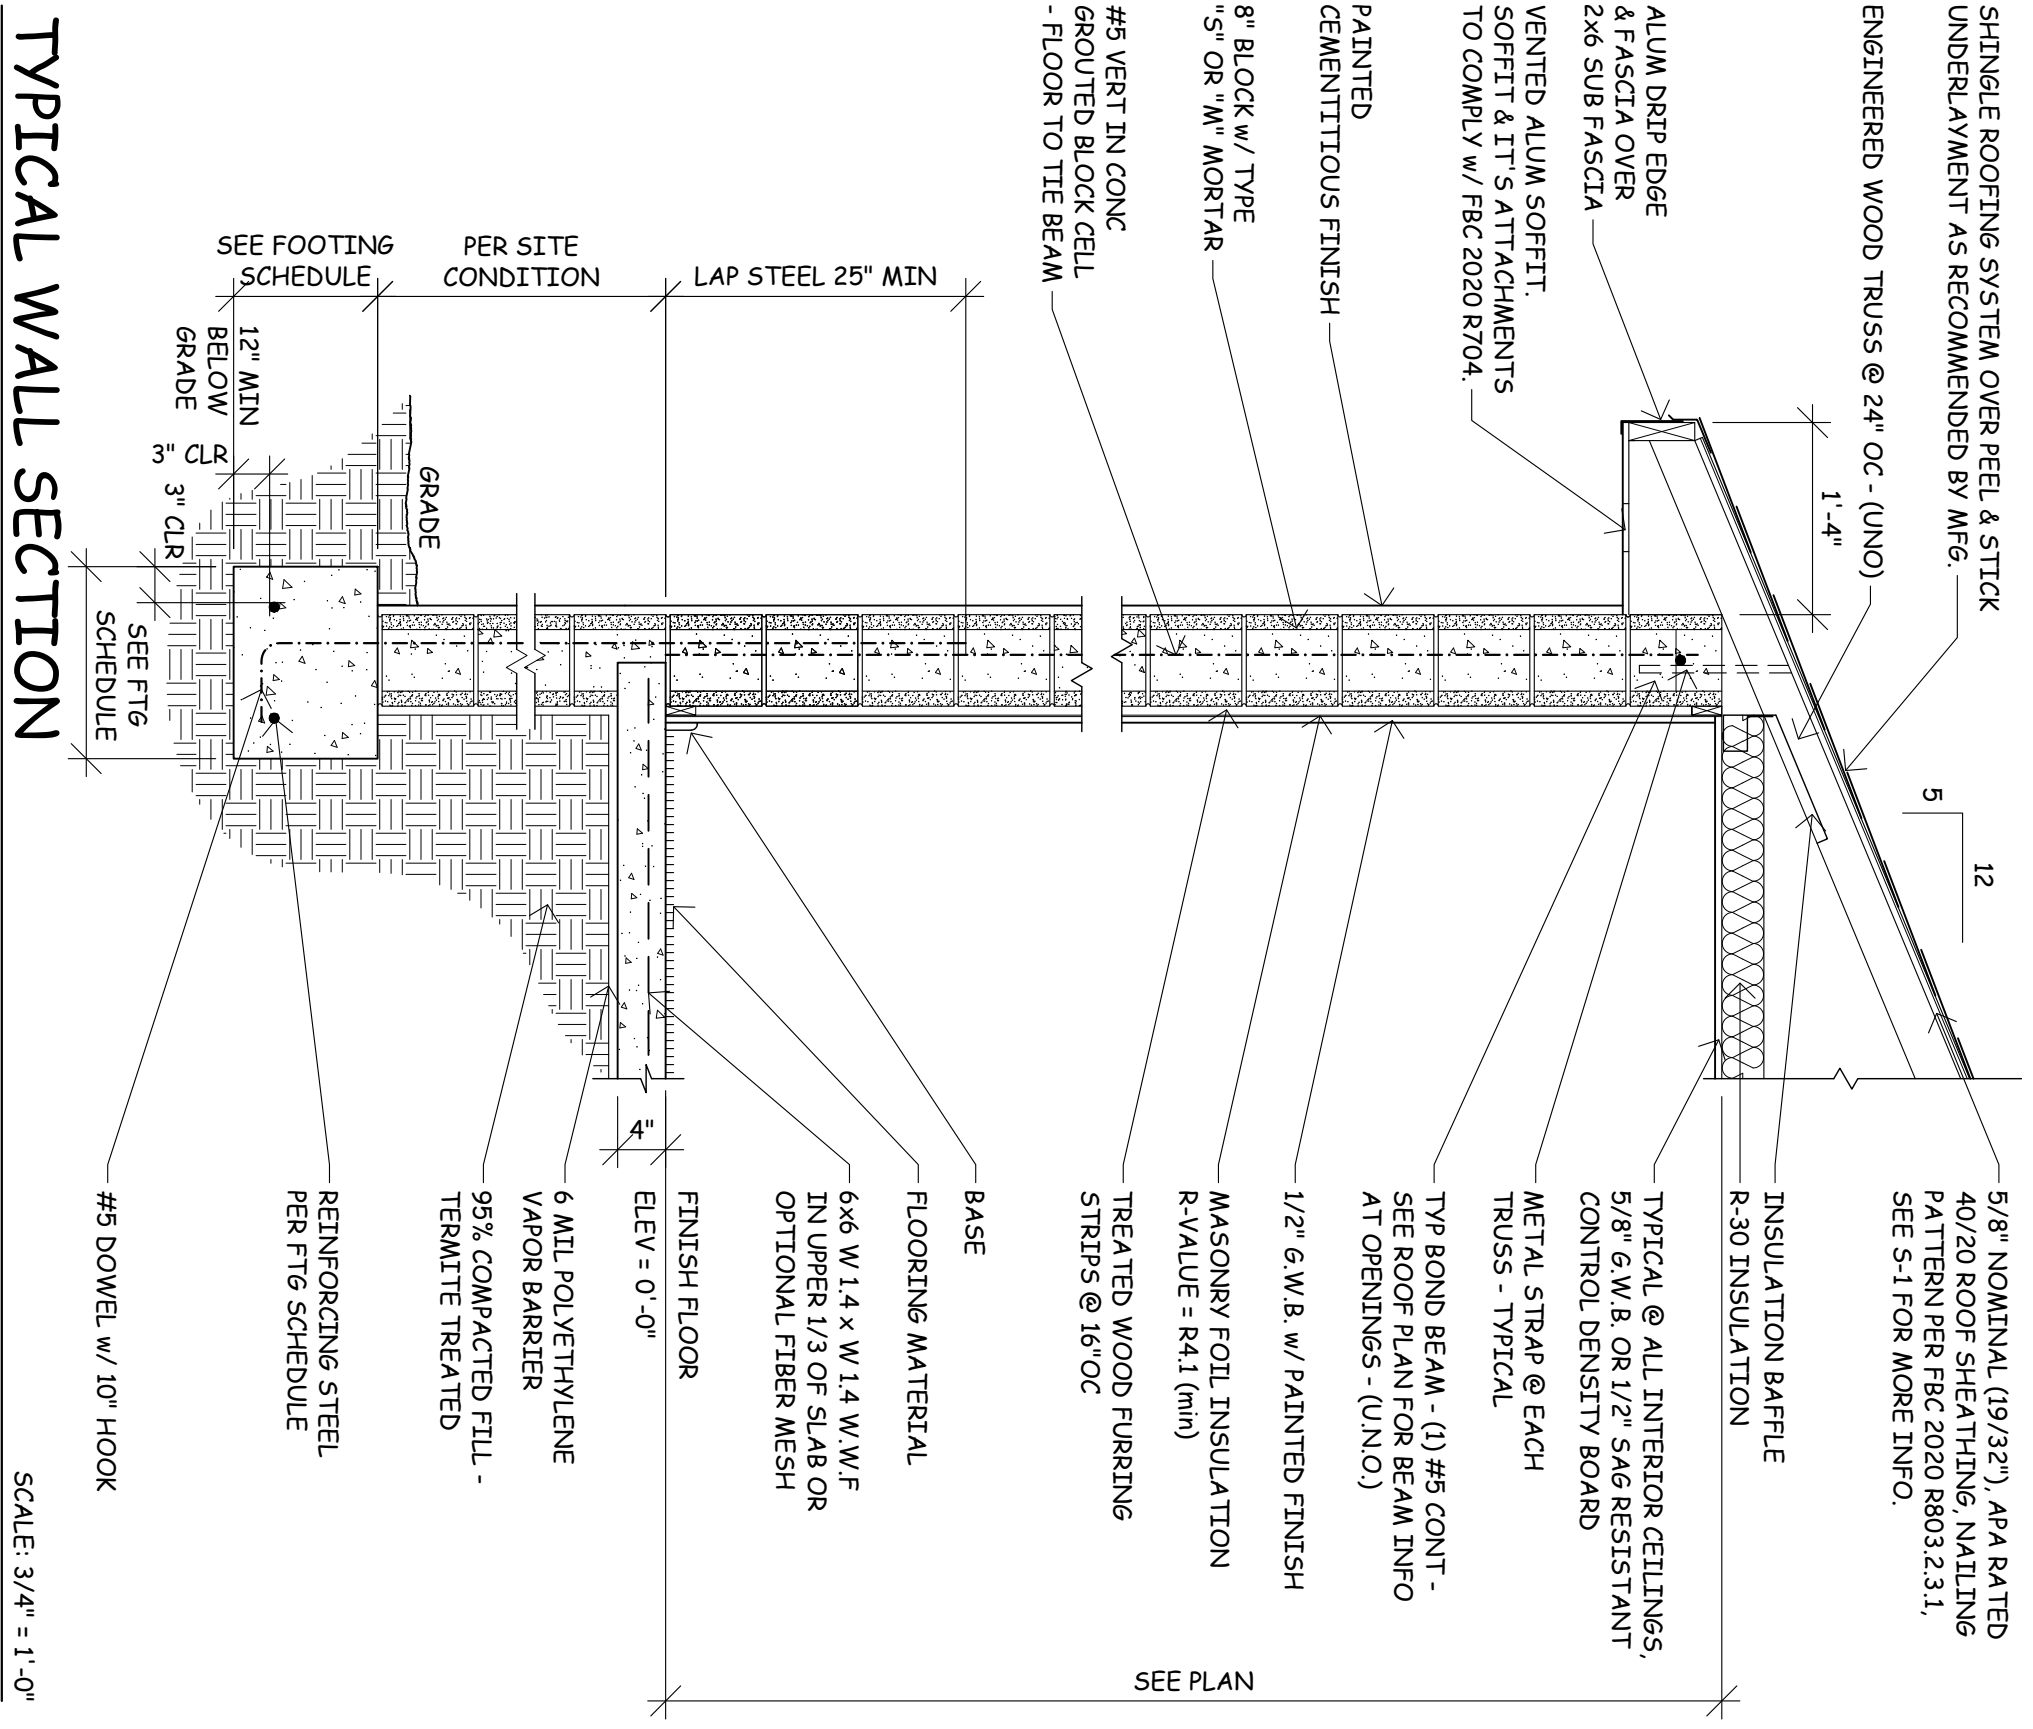 SHINGLE ROOFING SYSTEM OVER PEEL & STICK
UNDERLAYMENT AS RECOMMENDED BY MFG.
ENGINEERED WOOD TRUSS @ 24" OC - (UNO)
ALUM DRIP EDGE
& FASCIA OVER
2x6 SUB FASCIA
VENTED ALUM SOFFIT.
SOFFIT & IT'S ATTACHMENTS
TO COMPLY w/ FBC 2020 R704.
PAINTED
CEMENTITIOUS FINISH
8" BLOCK w/ TYPE
"S" OR "M" MORTAR
#5 VERT IN CONC
GROUTED BLOCK CELL
- FLOOR TO TIE BEAM
1'-4"
5
12
5/8" NOMINAL (19/32"), APA RATED
40/20 ROOF SHEATHING, NAILING
PATTERN PER FBC 2020 R803.2.3.1,
SEE S-1 FOR MORE INFO.
INSULATION BAFFLE
R-30 INSULATION
TYPICAL @ ALL INTERIOR CEILINGS,
5/8" G.W.B. OR 1/2" SAG RESISTANT
CONTROL DENSITY BOARD
METAL STRAP @ EACH
TRUSS - TYPICAL
TYP BOND BEAM - (1) #5 CONT -
SEE ROOF PLAN FOR BEAM INFO
AT OPENINGS - (U.N.O.)
1/2" G.W.B. w/ PAINTED FINISH
MASONRY FOIL INSULATION
R-VALUE = R4.1 (min)
TREATED WOOD FURRING
STRIPS @ 16"OC
BASE
FLOORING MATERIAL
6x6 W 1.4 x W 1.4 W.W.F
IN UPPER 1/3 OF SLAB OR
OPTIONAL FIBER MESH
FINISH FLOOR
ELEV = 0'-0"
4"
6 MIL POLYETHYLENE
VAPOR BARRIER
95% COMPACTED FILL -
TERMITE TREATED
REINFORCING STEEL
PER FTG SCHEDULE
#5 DOWEL w/ 10" HOOK
SEE PLAN
LAP STEEL 25" MIN
PER SITE
CONDITION
SEE FOOTING
SCHEDULE
12" MIN
BELOW
GRADE
GRADE
3" CLR
3" CLR
SEE FTG
SCHEDULE
TYPICAL WALL SECTION
SCALE: 3/4" = 1'-0"